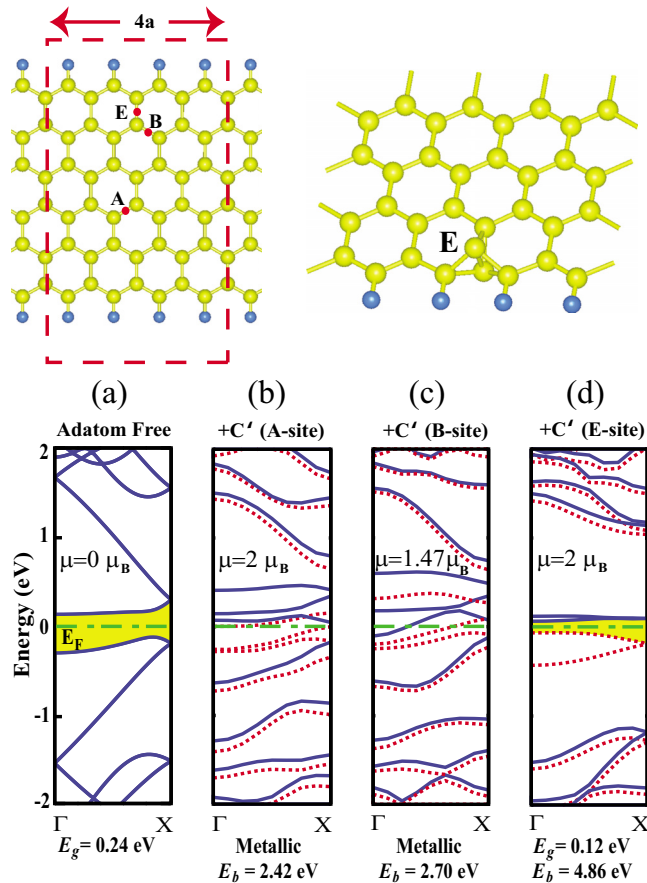 4a
E
B
A
E
(a)
(b)
(c)
(d)
Adatom Free
+C′ (A-site)
+C′ (B-site)
+C′ (E-site)
Energy (eV)
2
1
0
-1
-2
μ=0 μB
μ=2 μB
μ=1.47μB
μ=2 μB
EF
Γ X
Γ X
Γ X
Γ X
Eg= 0.24 eV
Metallic
Eb = 2.42 eV
Metallic
Eb = 2.70 eV
Eg= 0.12 eV
Eb = 4.86 eV